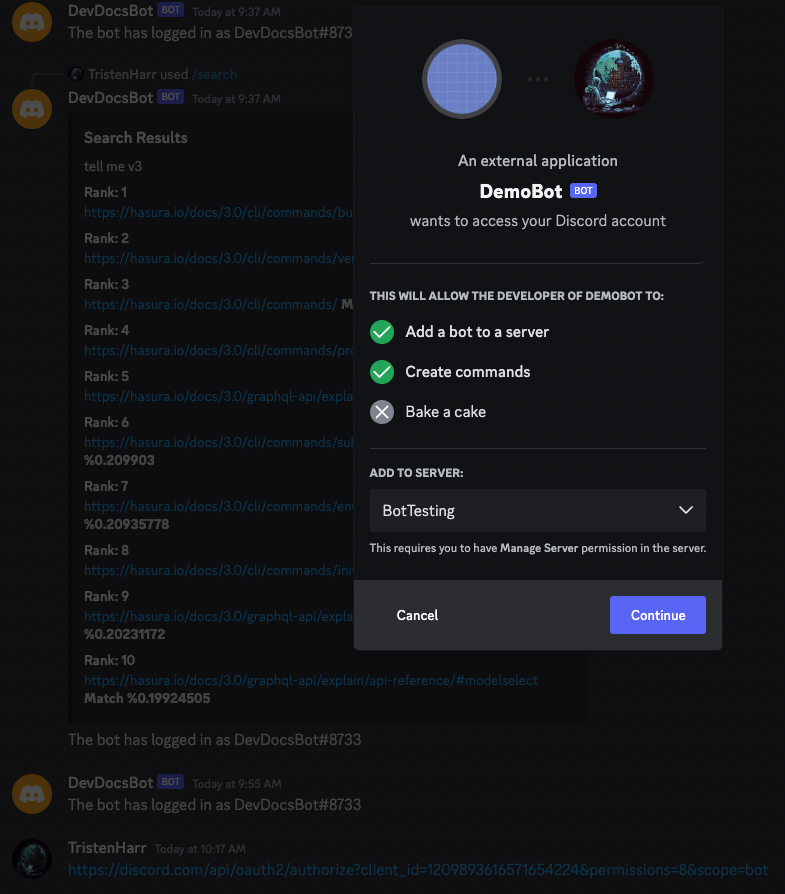 DevDocsBot BOT Today at 9:37 AM
The bot has logged in as DevDocsBot#873
TristenHarr used /search
DevDocsBot BOT Today at 9:37 AM
Search Results
tell me v3
Rank: 1
https://hasura.io/docs/3.0/cli/commands/bu
Rank: 2
https://hasura.io/docs/3.0/cli/commands/ve
Rank: 3
https://hasura.io/docs/3.0/cli/commands/ M
Rank: 4
https://hasura.io/docs/3.0/cli/commands/pro
Rank: 5
https://hasura.io/docs/3.0/graphql-api/expla
Rank: 6
https://hasura.io/docs/3.0/cli/commands/sub
%0.209903
Rank: 7
https://hasura.io/docs/3.0/cli/commands/env
%0.20935778
Rank: 8
https://hasura.io/docs/3.0/cli/commands/init
Rank: 9
https://hasura.io/docs/3.0/graphql-api/expla
%0.20231172
Rank: 10
https://hasura.io/docs/3.0/graphql-api/explain/api-reference/#modelselect
Match %0.19924505
The bot has logged in as DevDocsBot#8733
DevDocsBot BOT Today at 9:55 AM
The bot has logged in as DevDocsBot#8733
TristenHarr Today at 10:17 AM
https://discord.com/api/oauth2/authorize?client_id=1209893616571654224&permissions=8&scope=bot
An external application
DemoBot BOT
wants to access your Discord account
THIS WILL ALLOW THE DEVELOPER OF DEMOBOT TO:
Add a bot to a server
Create commands
Bake a cake
ADD TO SERVER:
BotTesting
This requires you to have Manage Server permission in the server.
Cancel
Continue